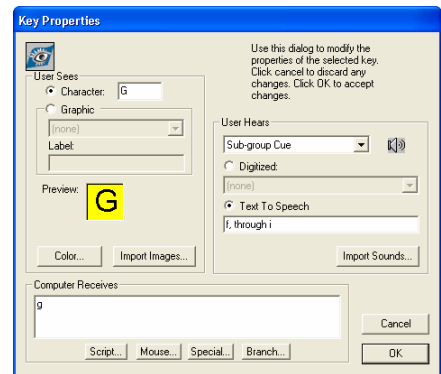 Key Properties
Use this dialog to modify the
properties of the selected key.
Click cancel to discard any
changes. Click OK to accept
changes.
User Sees
Character: G
Graphic
(none)
Label:
Preview: G
Color... Import Images...
User Hears
Sub-group Cue
Digitized:
(none)
Text To Speech
f, through i
Import Sounds...
Computer Receives
g
Script... Mouse... Special... Branch...
Cancel
OK